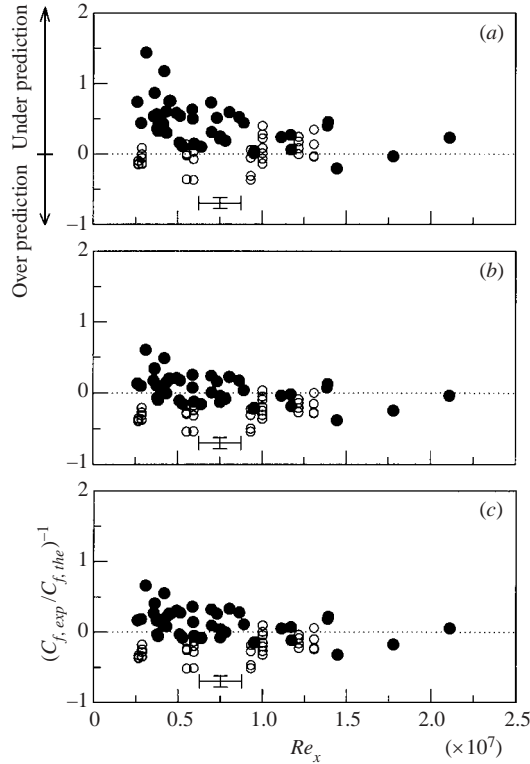 2
(a)
Under prediction
1
0
Over prediction
−1
2
(b)
1
0
−1
2
(c)
1
(C_{f, exp}/C_{f, the})^{−1}
0
−1
0 0.5 1.0 1.5 2.0 2.5
Re_x (×10^7)